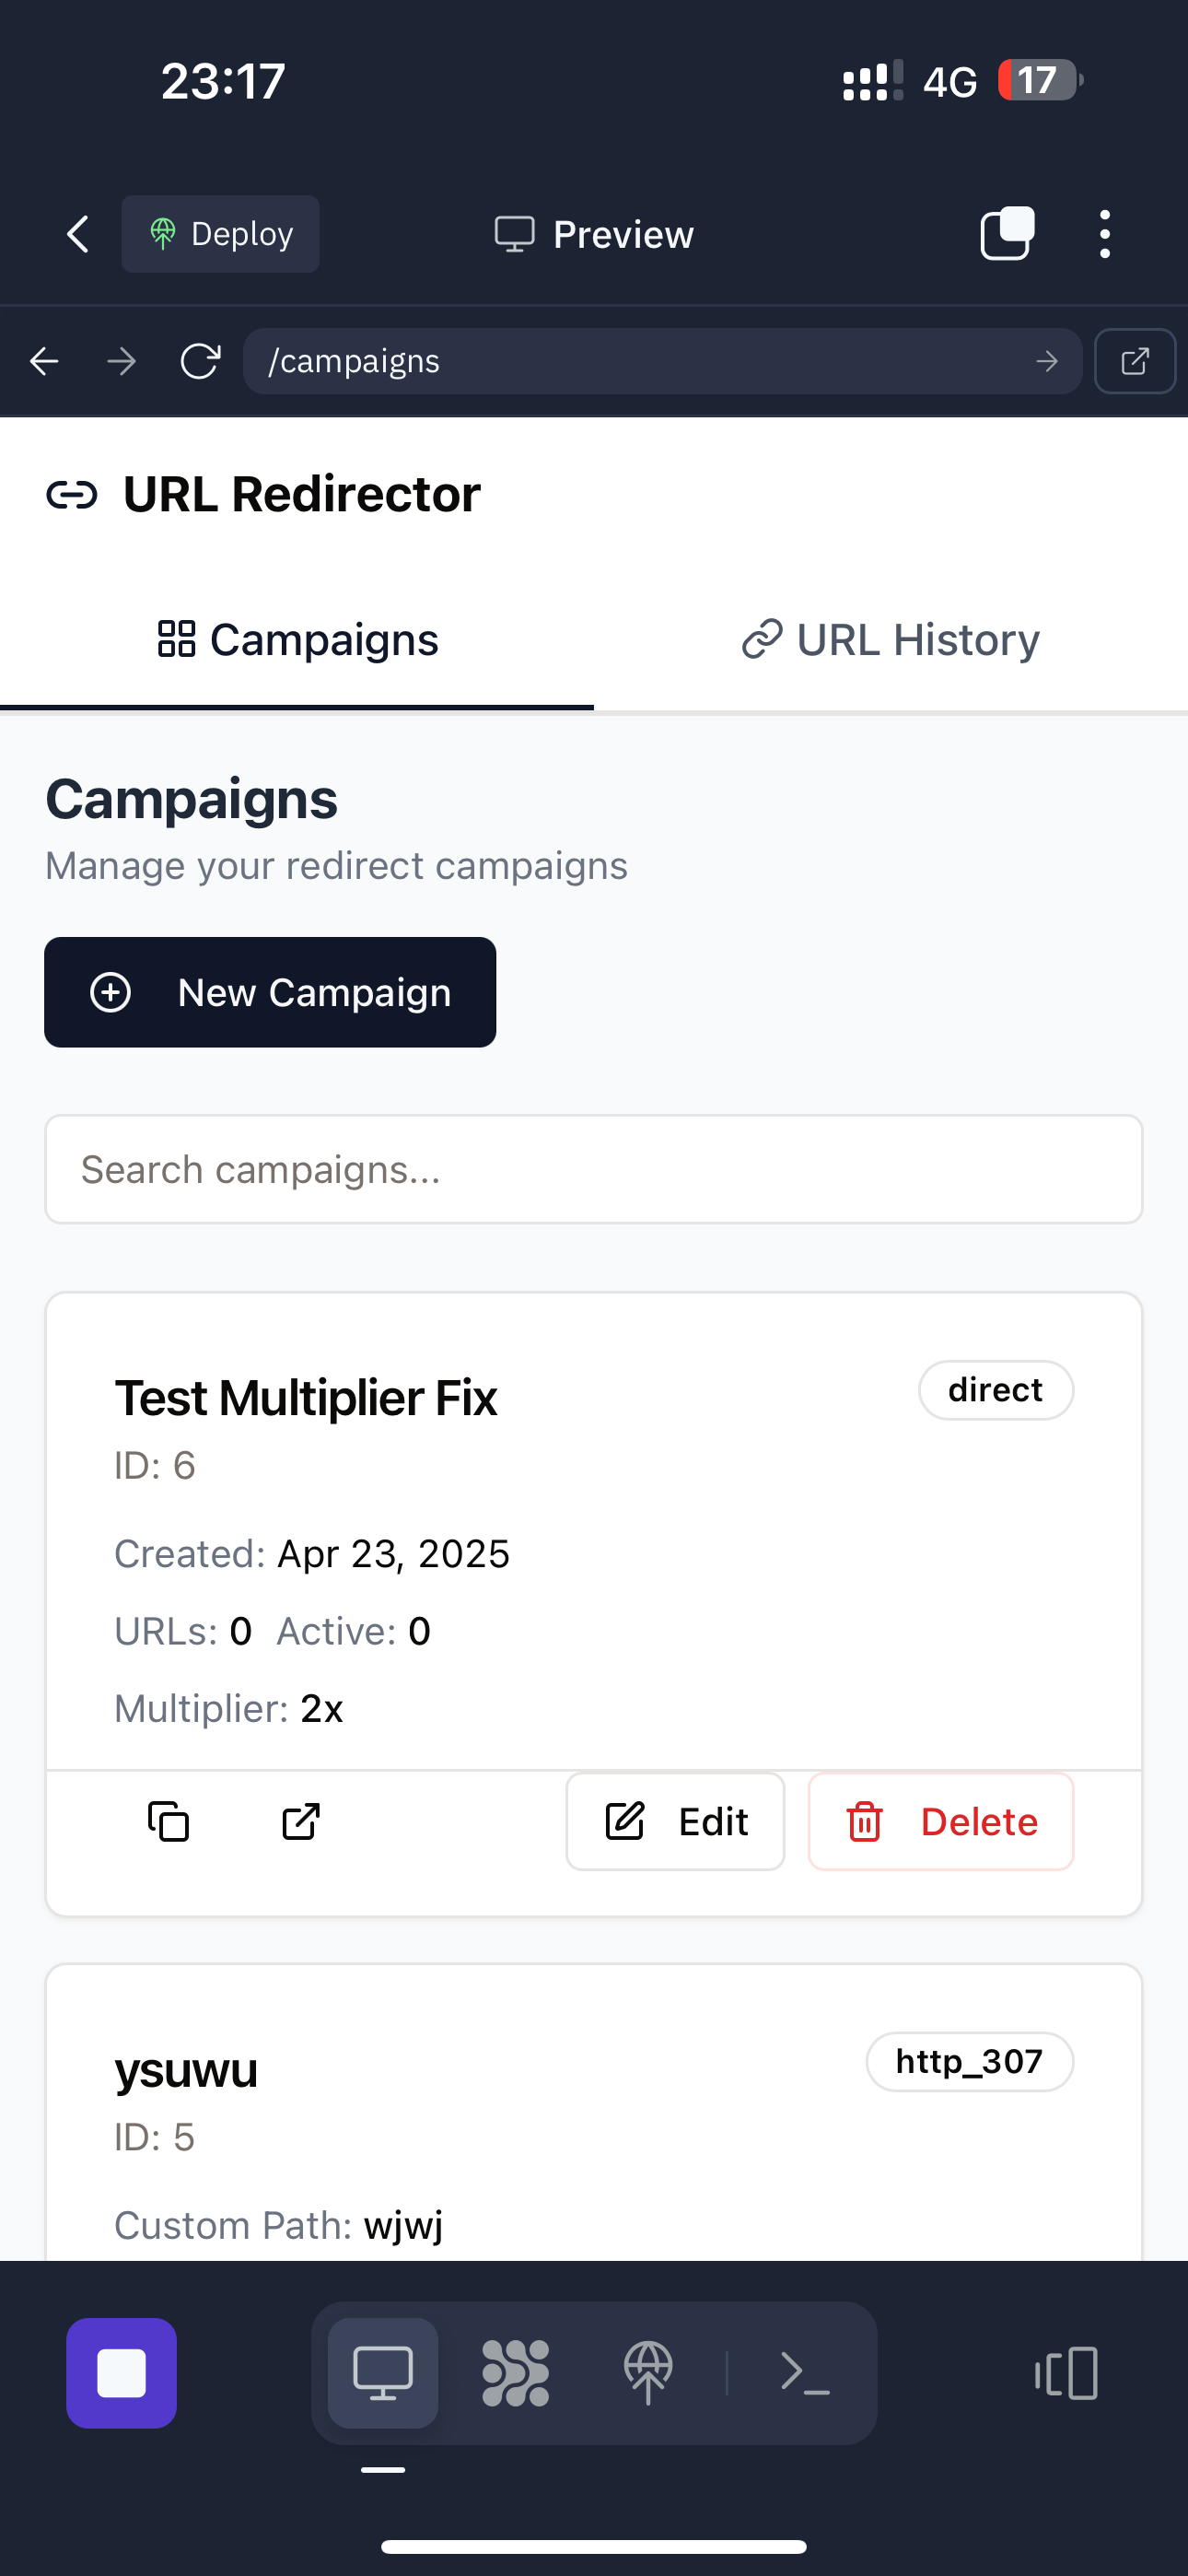 23:17 4G 17
Deploy Preview
/campaigns
URL Redirector
Campaigns URL History
Campaigns
Manage your redirect campaigns
New Campaign
Search campaigns...
Test Multiplier Fix direct
ID: 6
Created: Apr 23, 2025
URLs: 0 Active: 0
Multiplier: 2x
Edit Delete
ysuwu http_307
ID: 5
Custom Path: wjwj